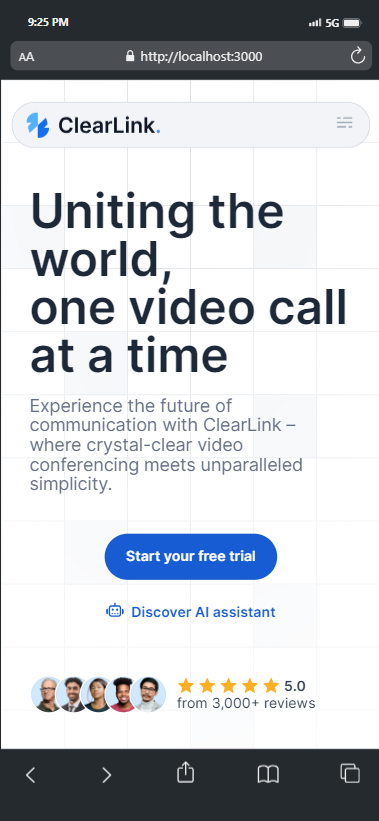 9:25 PM
5G
AA
http://localhost:3000
ClearLink.
Uniting the
world,
one video call
at a time
Experience the future of
communication with ClearLink –
where crystal-clear video
conferencing meets unparalleled
simplicity.
Start your free trial
Discover AI assistant
5.0
from 3,000+ reviews